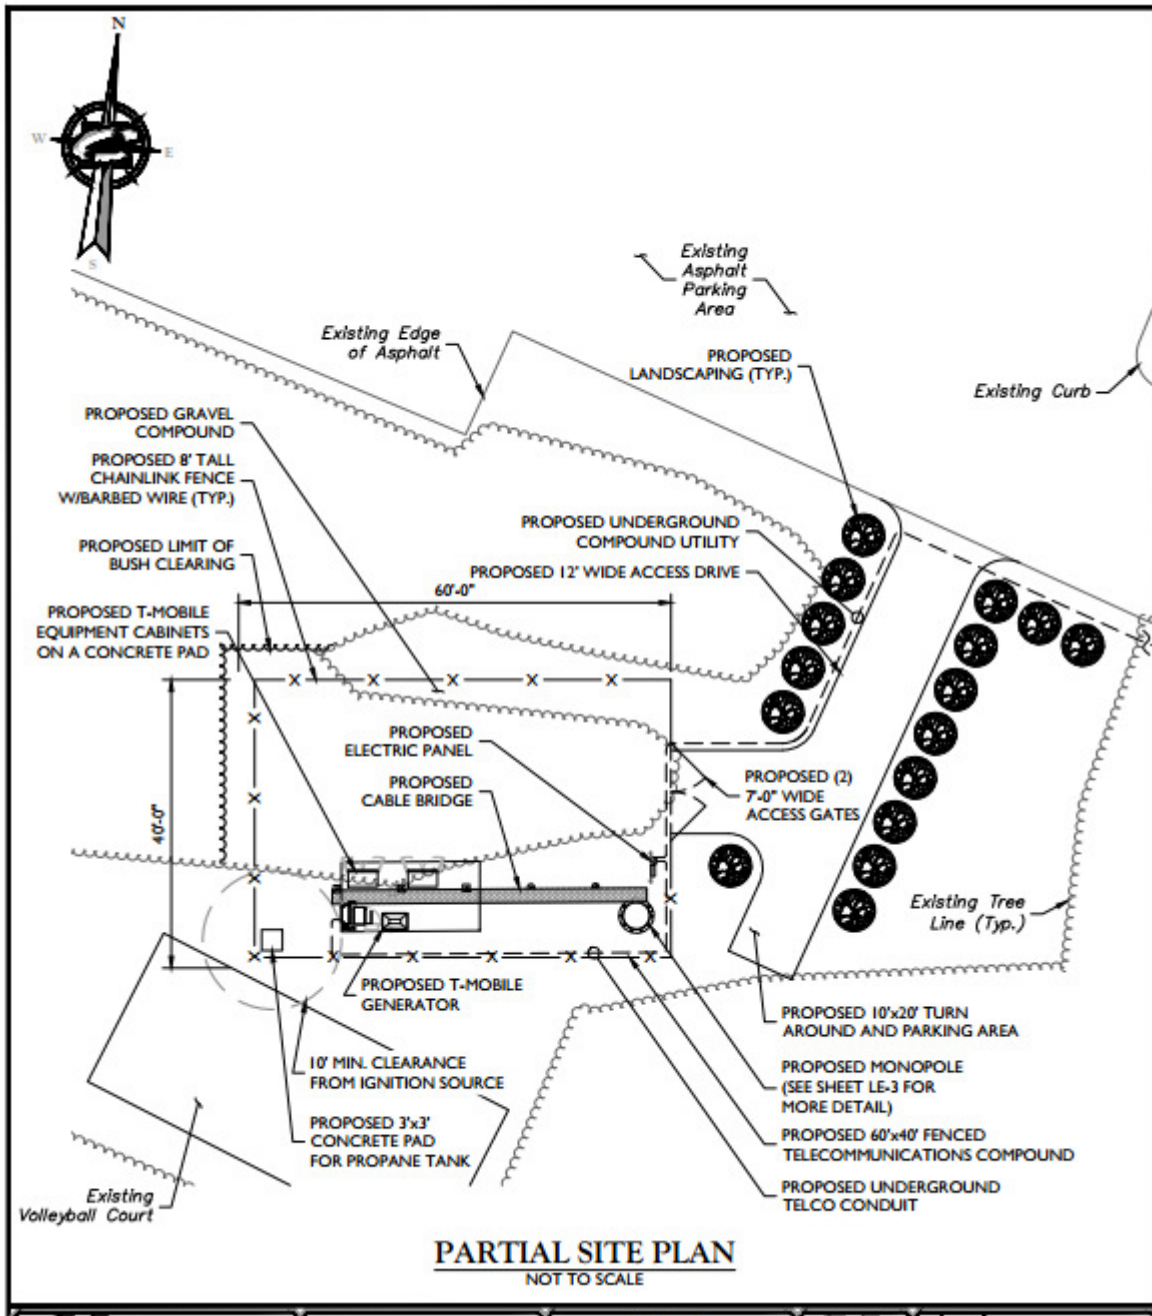 N
W
E
S
Existing
Asphalt
Parking
Area
Existing Edge
of Asphalt
PROPOSED
LANDSCAPING (TYP.)
Existing Curb
PROPOSED GRAVEL
COMPOUND
PROPOSED 8' TALL
CHAINLINK FENCE
W/BARBED WIRE (TYP.)
PROPOSED UNDERGROUND
COMPOUND UTILITY
PROPOSED LIMIT OF
BUSH CLEARING
PROPOSED 12' WIDE ACCESS DRIVE
60'-0"
PROPOSED T-MOBILE
EQUIPMENT CABINETS
ON A CONCRETE PAD
PROPOSED
ELECTRIC PANEL
PROPOSED
CABLE BRIDGE
PROPOSED (2)
7'-0" WIDE
ACCESS GATES
40'-0"
Existing Tree
Line (Typ.)
PROPOSED T-MOBILE
GENERATOR
PROPOSED 10'x20' TURN
AROUND AND PARKING AREA
10' MIN. CLEARANCE
FROM IGNITION SOURCE
PROPOSED MONOPOLE
(SEE SHEET LE-3 FOR
MORE DETAIL)
PROPOSED 3'x3'
CONCRETE PAD
FOR PROPANE TANK
PROPOSED 60'x40' FENCED
TELECOMMUNICATIONS COMPOUND
Existing
Volleyball Court
PROPOSED UNDERGROUND
TELCO CONDUIT
PARTIAL SITE PLAN
NOT TO SCALE